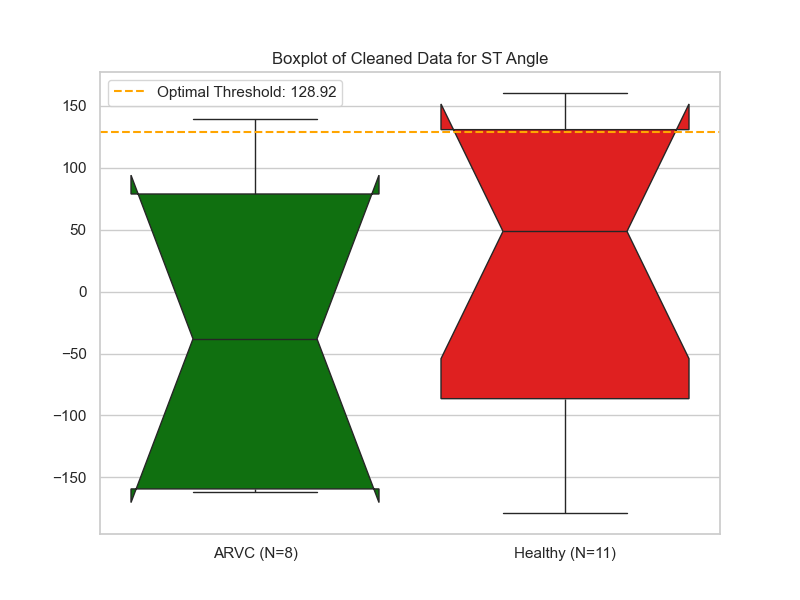 Boxplot of Cleaned Data for ST Angle
Optimal Threshold: 128.92
150
100
50
0
−50
−100
−150
ARVC (N=8)
Healthy (N=11)